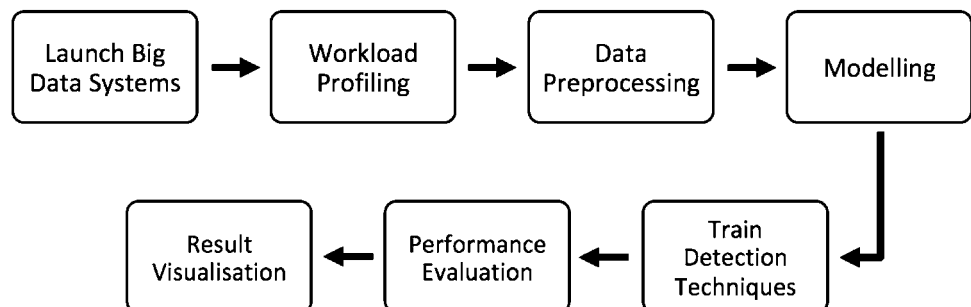 Launch Big
Data Systems
Workload
Profiling
Data
Preprocessing
Modelling
Train
Detection
Techniques
Performance
Evaluation
Result
Visualisation